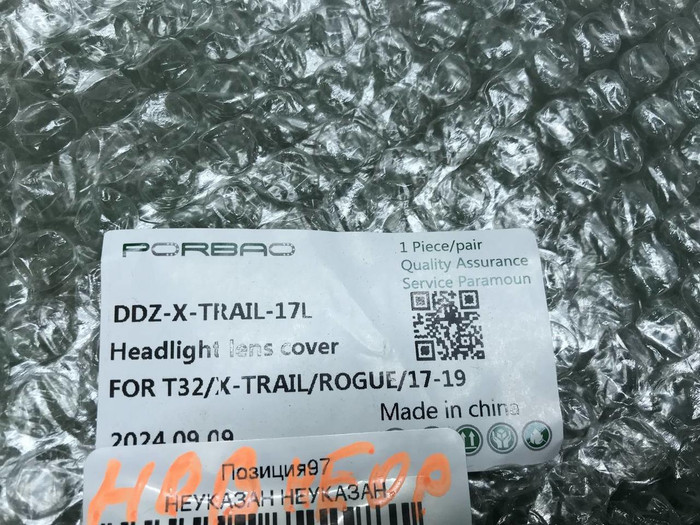 PORBAO
1 Piece/pair
Quality Assurance
Service Paramoun
DDZ-X-TRAIL-17L
Headlight lens cover
FOR T32/X-TRAIL/ROGUE/17-19
Made in china
2024.09.09
Позиция97
НЕУКАЗАН НЕУКАЗАН